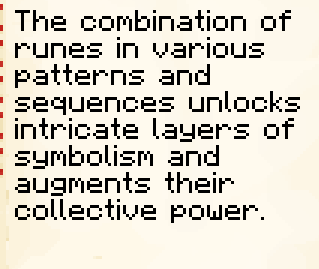 The combination of
runes in various
patterns and
sequences unlocks
intricate layers of
symbolism and
augments their
collective power.